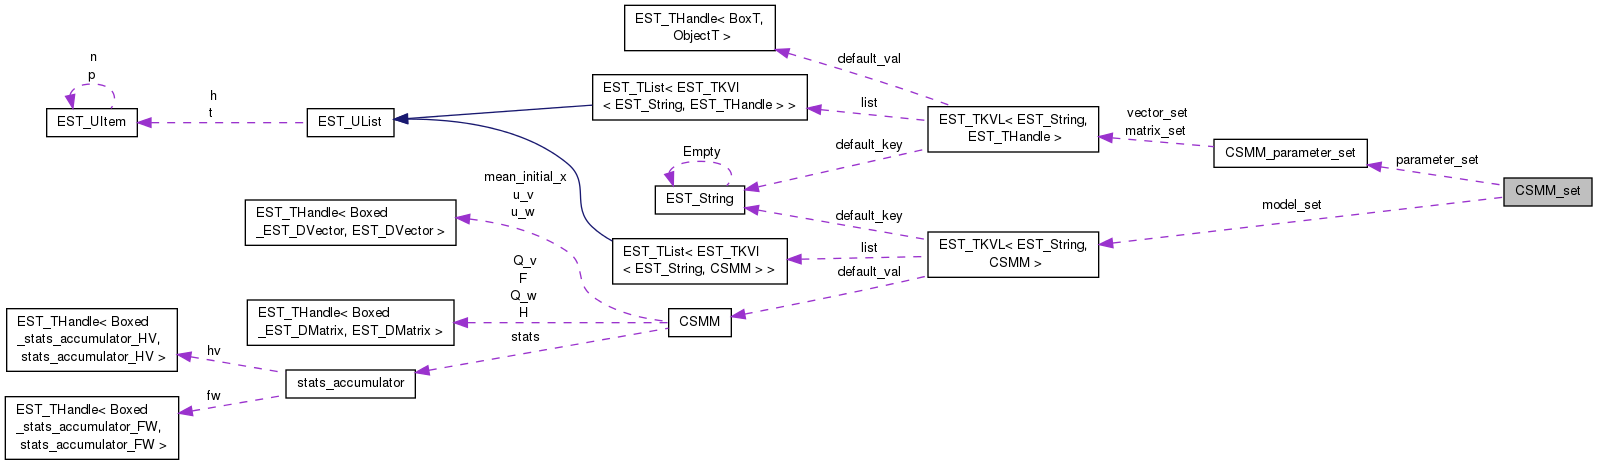 EST_THandle< BoxT,
ObjectT >
n
p
default_val
EST_TList< EST_TKVI
< EST_String, EST_THandle > >
h
t
list
EST_UItem
EST_UList
EST_TKVL< EST_String,
EST_THandle >
vector_set
matrix_set
CSMM_parameter_set
parameter_set
CSMM_set
default_key
Empty
EST_String
mean_initial_x
u_v
u_w
EST_THandle< Boxed
_EST_DVector, EST_DVector >
default_key
model_set
EST_TList< EST_TKVI
< EST_String, CSMM > >
list
EST_TKVL< EST_String,
CSMM >
default_val
Q_v
F
Q_w
H
EST_THandle< Boxed
_EST_DMatrix, EST_DMatrix >
CSMM
stats
EST_THandle< Boxed
_stats_accumulator_HV,
stats_accumulator_HV >
hv
stats_accumulator
fw
EST_THandle< Boxed
_stats_accumulator_FW,
stats_accumulator_FW >